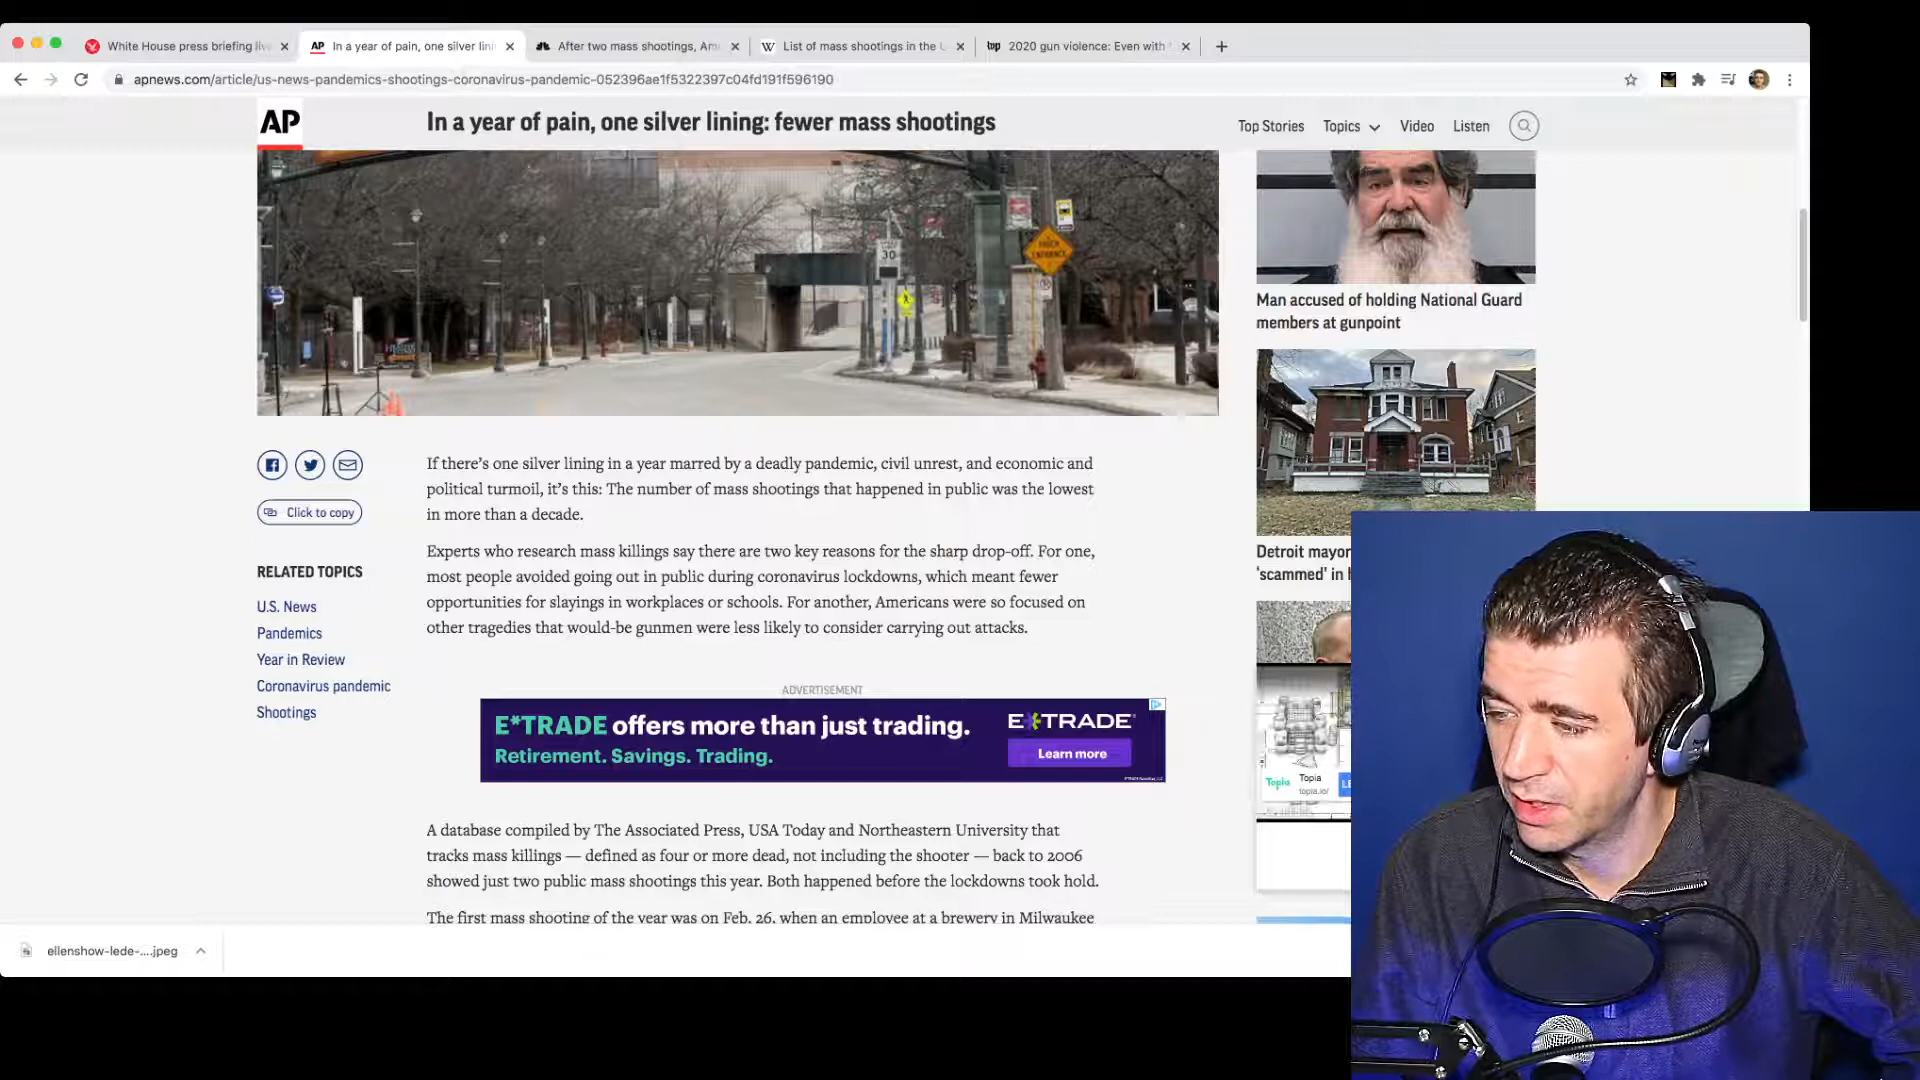 White House press briefing live
In a year of pain, one silver lini
After two mass shootings, Am
List of mass shootings in the U
2020 gun violence: Even with
apnews.com/article/us-news-pandemics-shootings-coronavirus-pandemic-052396ae1f5322397c04fd191f596190
AP
In a year of pain, one silver lining: fewer mass shootings
Top Stories
Topics
Video
Listen
30
Man accused of holding National Guard
members at gunpoint
Detroit mayor
'scammed' in h
Click to copy
RELATED TOPICS
U.S. News
Pandemics
Year in Review
Coronavirus pandemic
Shootings
If there's one silver lining in a year marred by a deadly pandemic, civil unrest, and economic and
political turmoil, it's this: The number of mass shootings that happened in public was the lowest
in more than a decade.
Experts who research mass killings say there are two key reasons for the sharp drop-off. For one,
most people avoided going out in public during coronavirus lockdowns, which meant fewer
opportunities for slayings in workplaces or schools. For another, Americans were so focused on
other tragedies that would-be gunmen were less likely to consider carrying out attacks.
ADVERTISEMENT
E*TRADE offers more than just trading.
Retirement. Savings. Trading.
E*TRADE
Learn more
Topia
Topia
topia.io/
LE
A database compiled by The Associated Press, USA Today and Northeastern University that
tracks mass killings — defined as four or more dead, not including the shooter — back to 2006
showed just two public mass shootings this year. Both happened before the lockdowns took hold.
The first mass shooting of the year was on Feb. 26, when an employee at a brewery in Milwaukee
ellenshow-lede-....jpeg